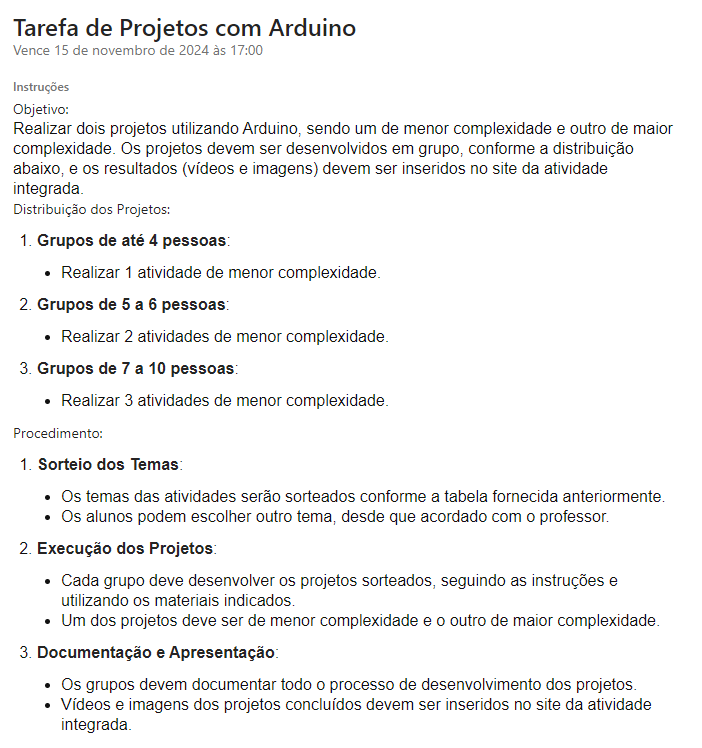 Tarefa de Projetos com Arduino
Vence 15 de novembro de 2024 às 17:00
Instruções
Objetivo:
Realizar dois projetos utilizando Arduino, sendo um de menor complexidade e outro de maior
complexidade. Os projetos devem ser desenvolvidos em grupo, conforme a distribuição
abaixo, e os resultados (vídeos e imagens) devem ser inseridos no site da atividade
integrada.
Distribuição dos Projetos:
1. Grupos de até 4 pessoas:
• Realizar 1 atividade de menor complexidade.
2. Grupos de 5 a 6 pessoas:
• Realizar 2 atividades de menor complexidade.
3. Grupos de 7 a 10 pessoas:
• Realizar 3 atividades de menor complexidade.
Procedimento:
1. Sorteio dos Temas:
• Os temas das atividades serão sorteados conforme a tabela fornecida anteriormente.
• Os alunos podem escolher outro tema, desde que acordado com o professor.
2. Execução dos Projetos:
• Cada grupo deve desenvolver os projetos sorteados, seguindo as instruções e
utilizando os materiais indicados.
• Um dos projetos deve ser de menor complexidade e o outro de maior complexidade.
3. Documentação e Apresentação:
• Os grupos devem documentar todo o processo de desenvolvimento dos projetos.
• Vídeos e imagens dos projetos concluídos devem ser inseridos no site da atividade
integrada.